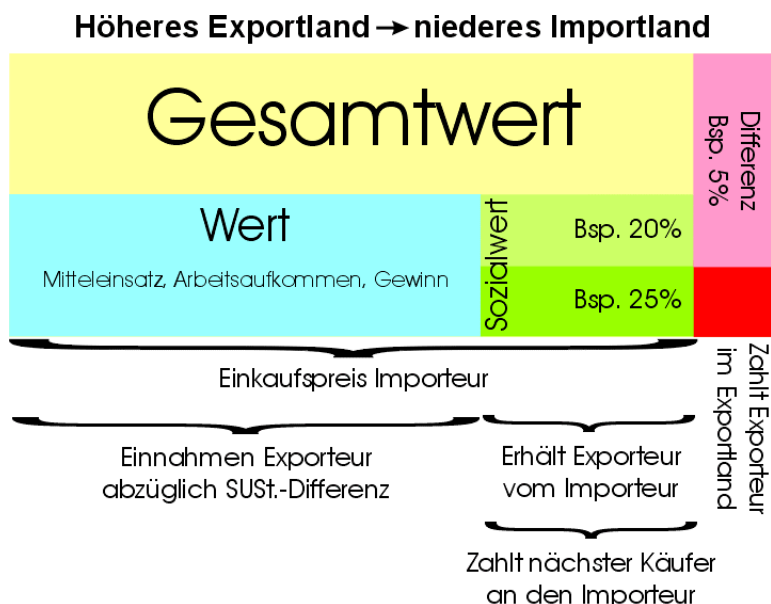 Höheres Exportland → niederes Importland
Gesamtwert
Differenz
Bsp. 5%
Wert
Mitteleinsatz, Arbeitsaufkommen, Gewinn
Sozialwert
Bsp. 20%
Bsp. 25%
Einkaufspreis Importeur
Zahlt Exporteur
im Exportland
Einnahmen Exporteur
abzüglich SUSt.-Differenz
Erhält Exporteur
vom Importeur
Zahlt nächster Käufer
an den Importeur